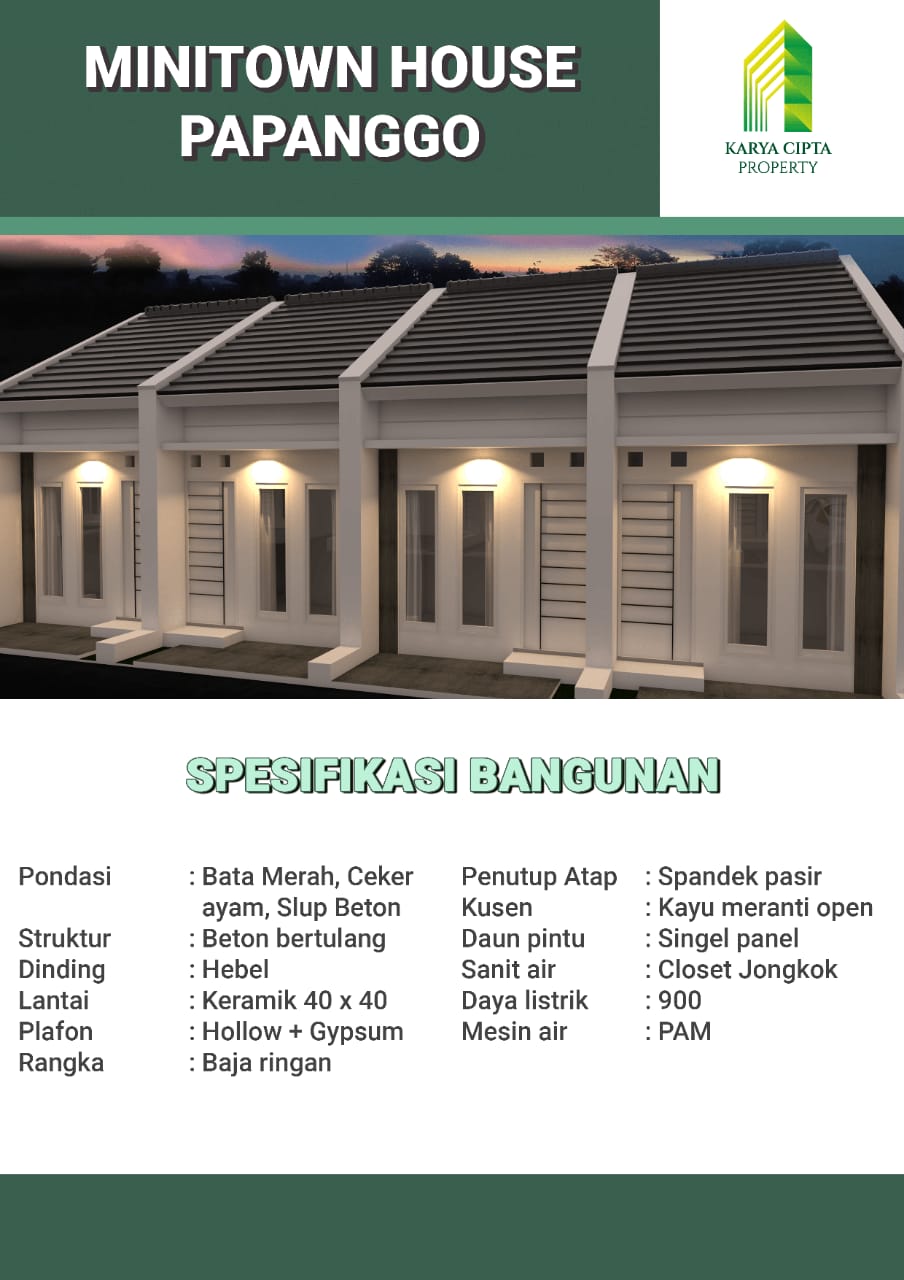 MINITOWN HOUSE
PAPANGGO
KARYA CIPTA
PROPERTY
SPESIFIKASI BANGUNAN
Pondasi : Bata Merah, Ceker
ayam, Slup Beton
Struktur : Beton bertulang
Dinding : Hebel
Lantai : Keramik 40 x 40
Plafon : Hollow + Gypsum
Rangka : Baja ringan
Penutup Atap : Spandek pasir
Kusen : Kayu meranti open
Daun pintu : Singel panel
Sanit air : Closet Jongkok
Daya listrik : 900
Mesin air : PAM